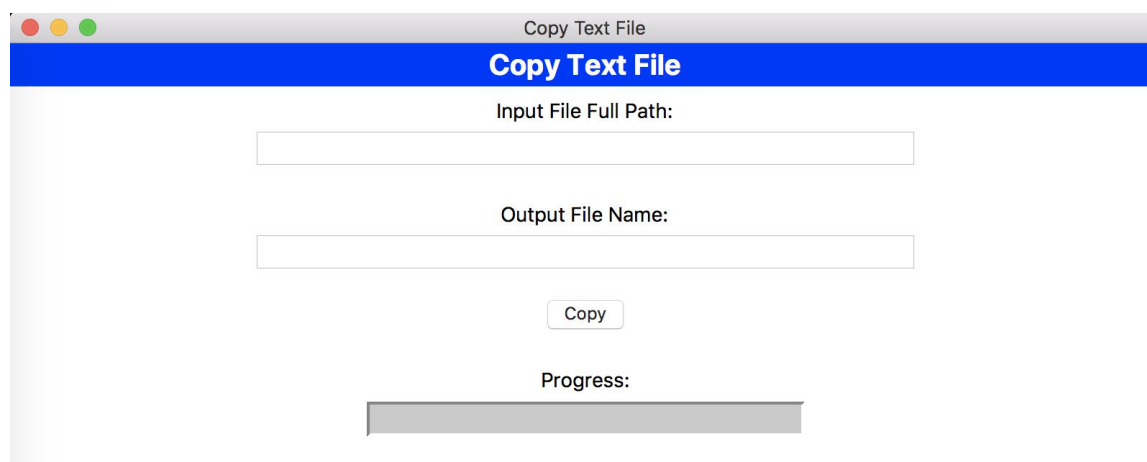 Copy Text File
Copy Text File
Input File Full Path:
Output File Name:
Copy
Progress: